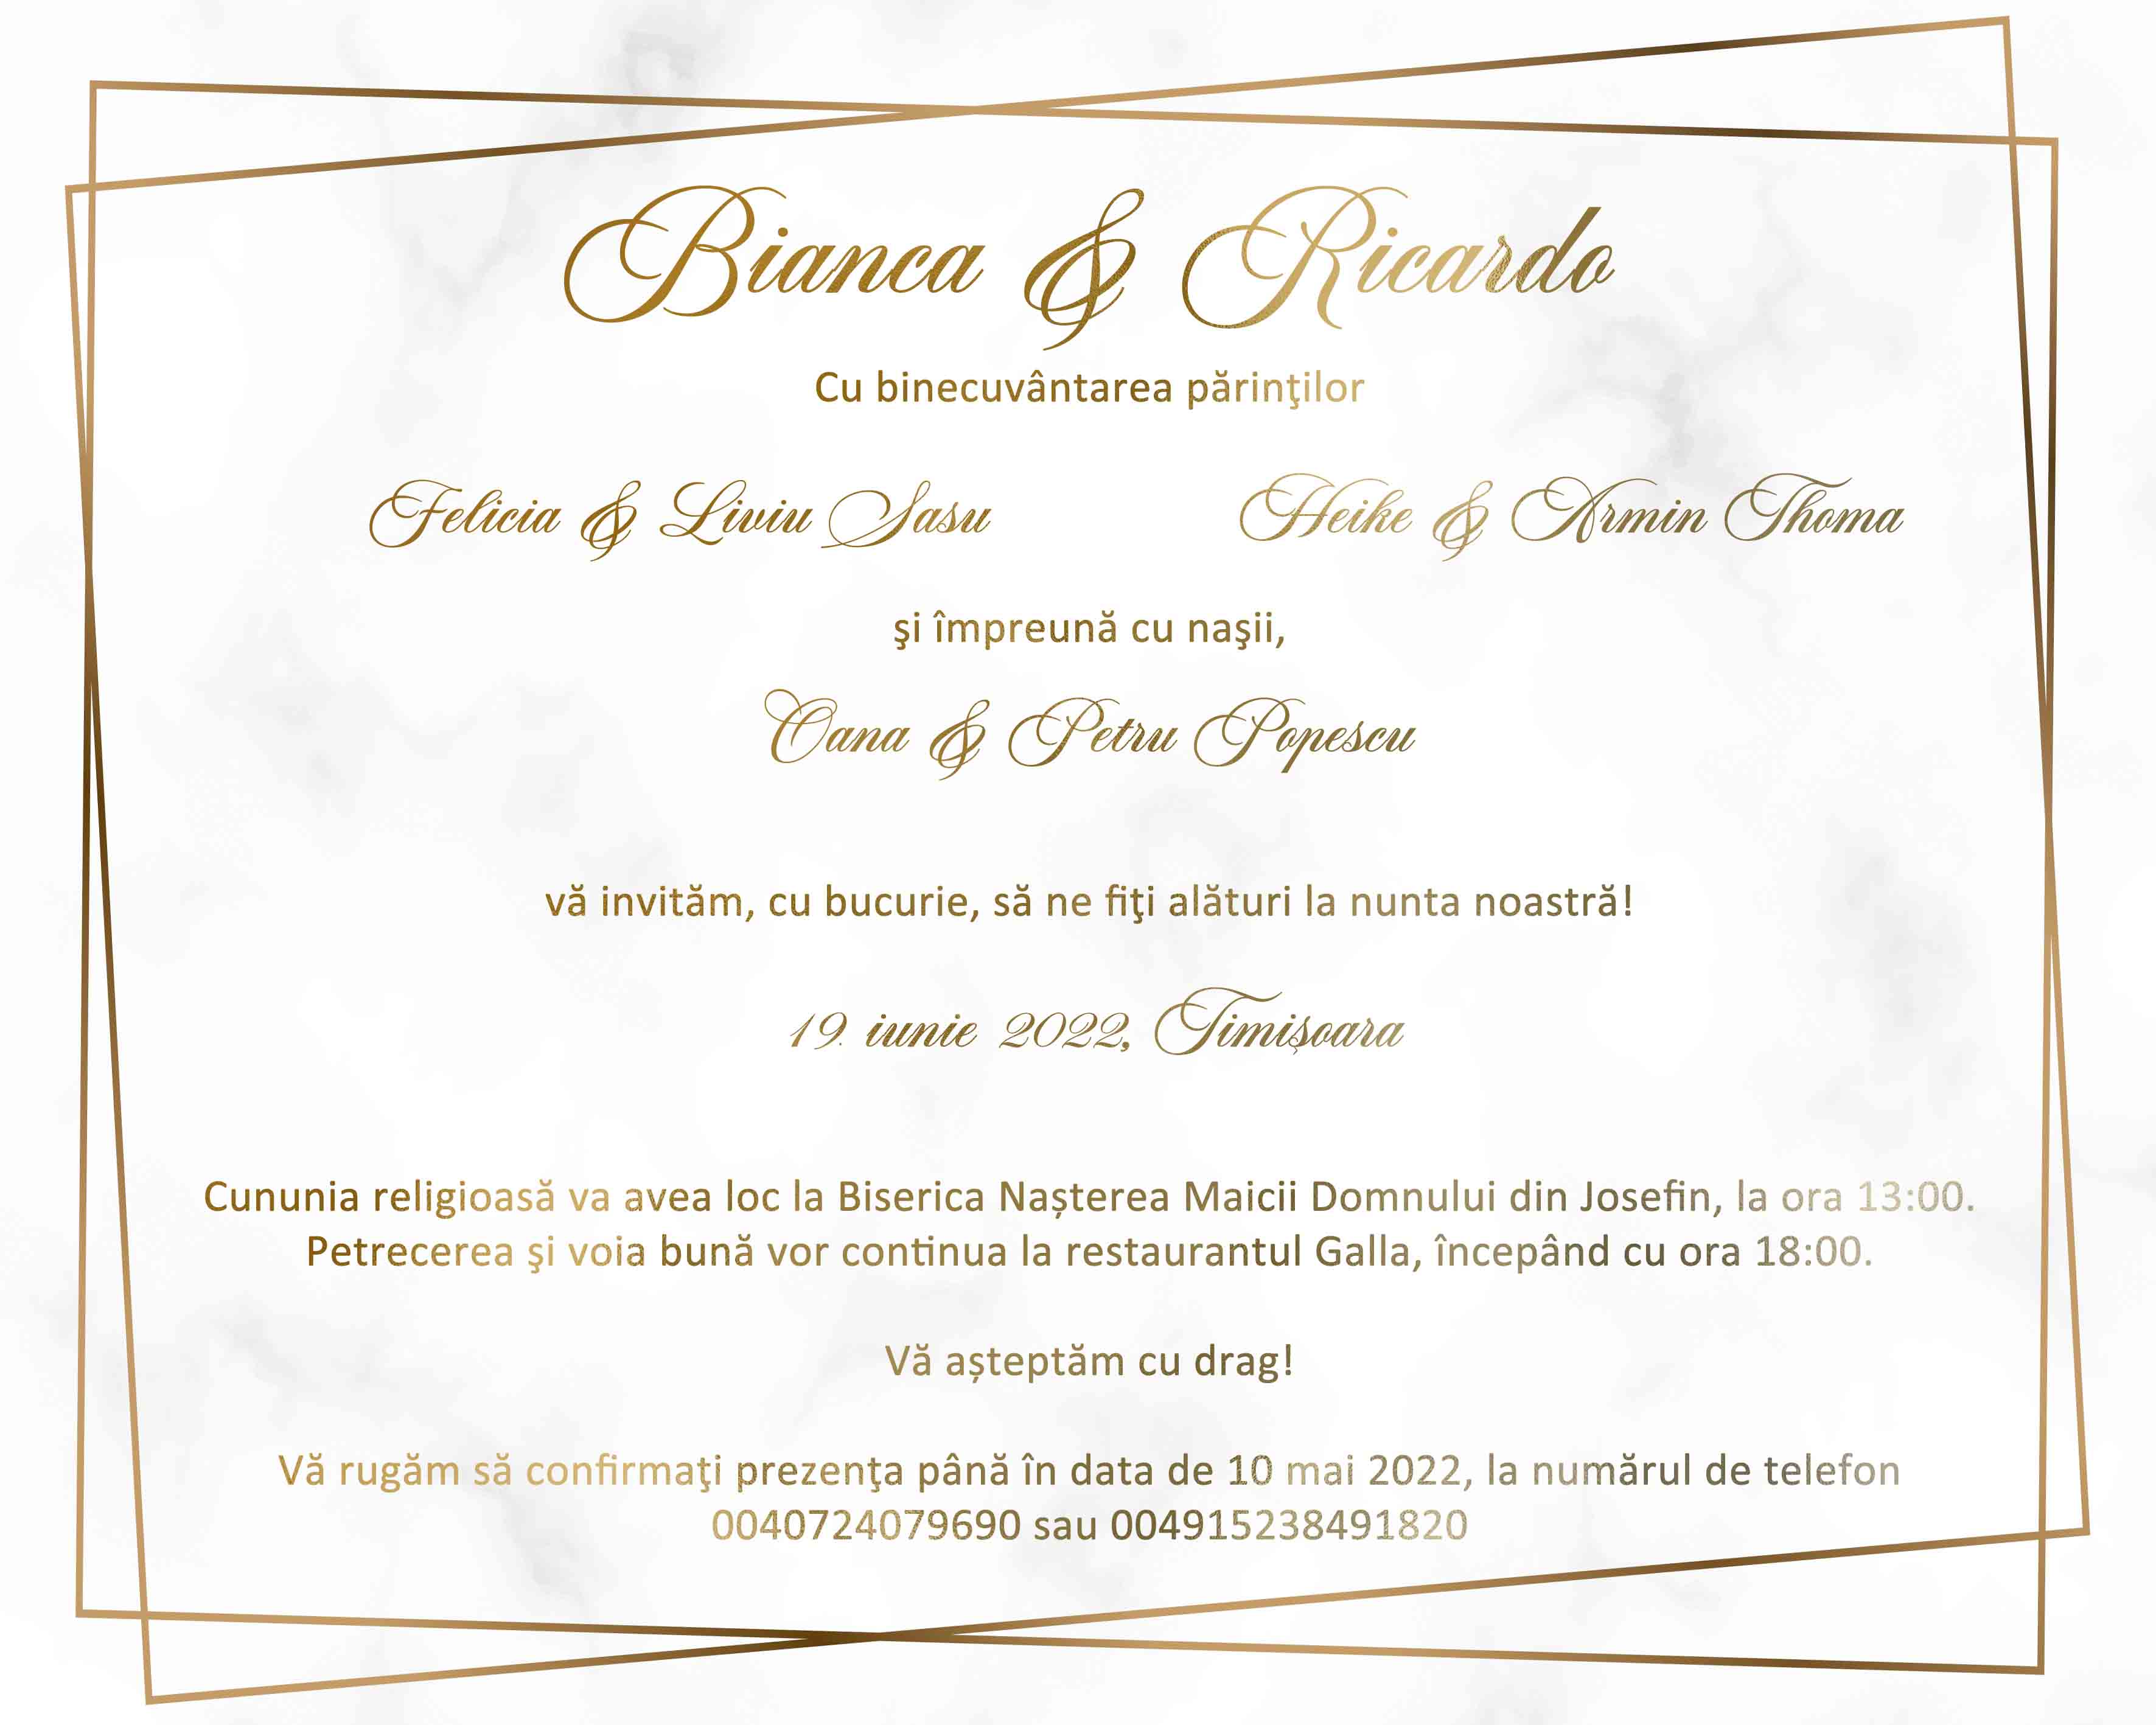 Bianca & Ricardo
Cu binecuvântarea părinţilor
Felicia & Liviu Sasu
Heike & Armin Thoma
şi împreună cu naşii,
Oana & Petru Popescu
vă invităm, cu bucurie, să ne fiţi alături la nunta noastră!
19. iunie 2022, Timișoara
Cununia religioasă va avea loc la Biserica Nașterea Maicii Domnului din Josefin, la ora 13:00.
Petrecerea şi voia bună vor continua la restaurantul Galla, începând cu ora 18:00.
Vă așteptăm cu drag!
Vă rugăm să confirmaţi prezenţa până în data de 10 mai 2022, la numărul de telefon
0040724079690 sau 004915238491820